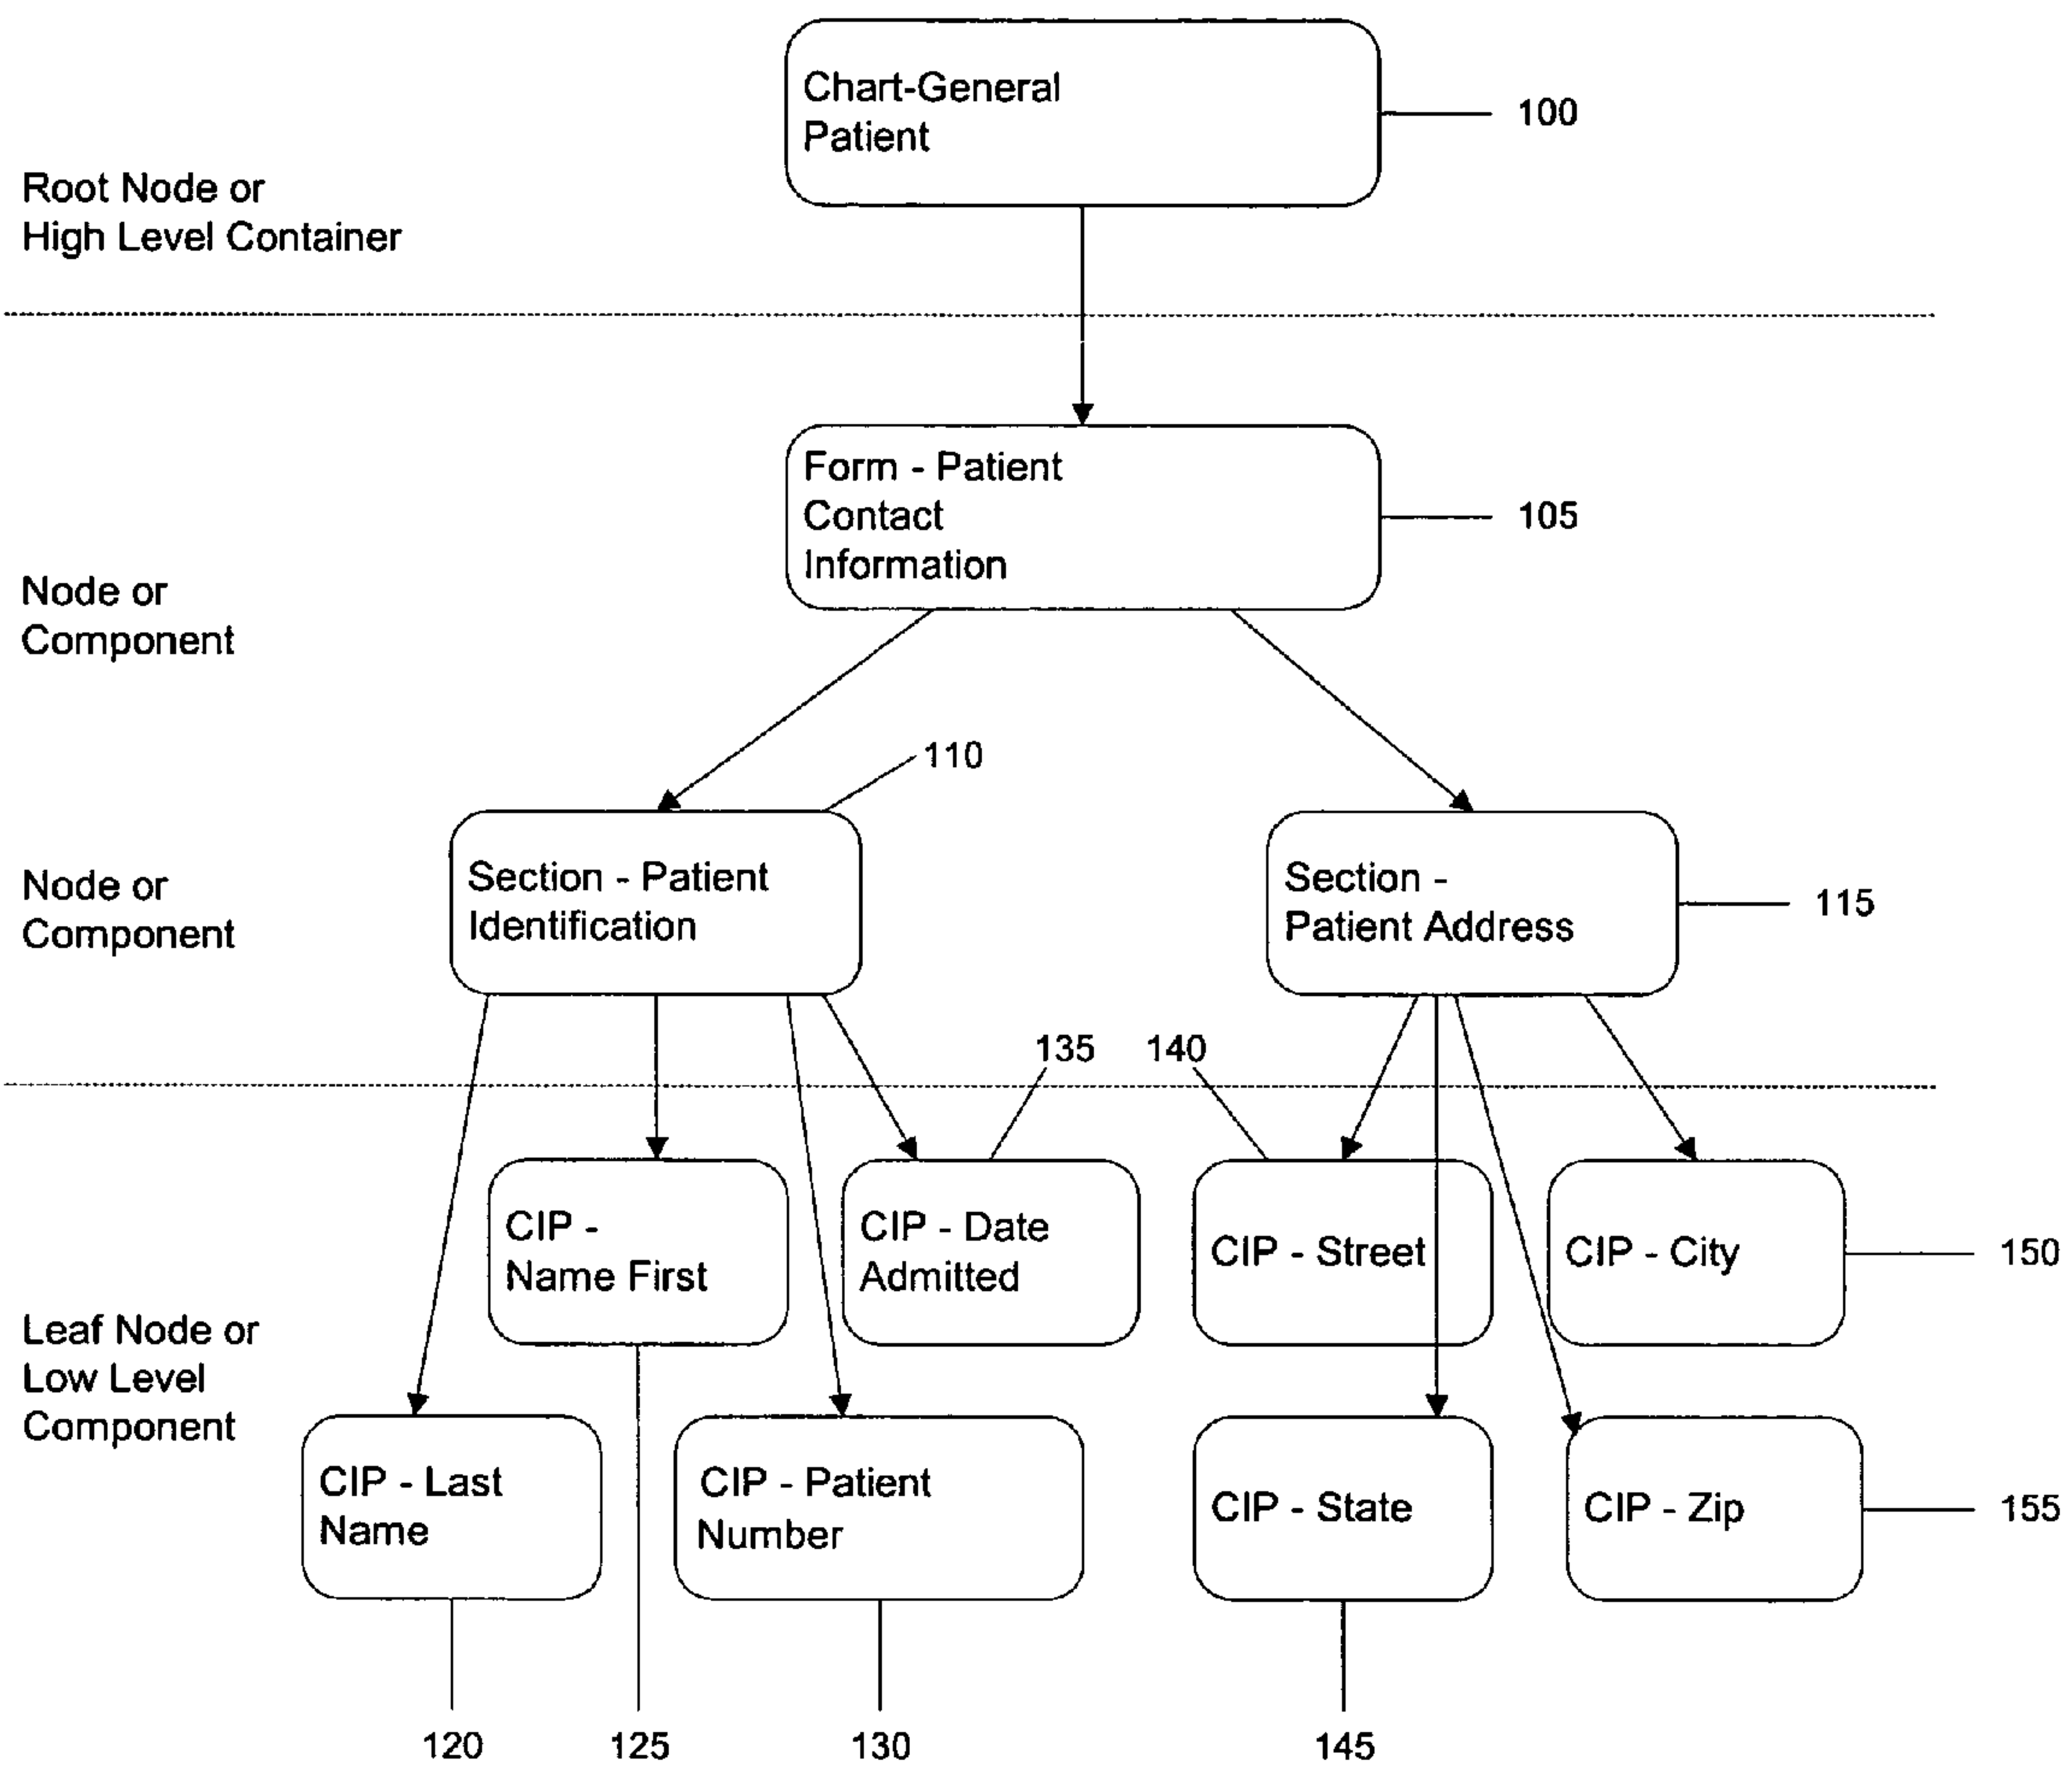 Chart-General
Patient
100
Root Node or
High Level Container
Form - Patient
Contact
Information
105
Node or
Component
110
Section - Patient
Identification
Section -
Patient Address
115
Node or
Component
135
140
CIP -
Name First
CIP - Date
Admitted
CIP - Street
CIP - City
150
Leaf Node or
Low Level
Component
CIP - Last
Name
CIP - Patient
Number
CIP - State
CIP - Zip
155
120
125
130
145